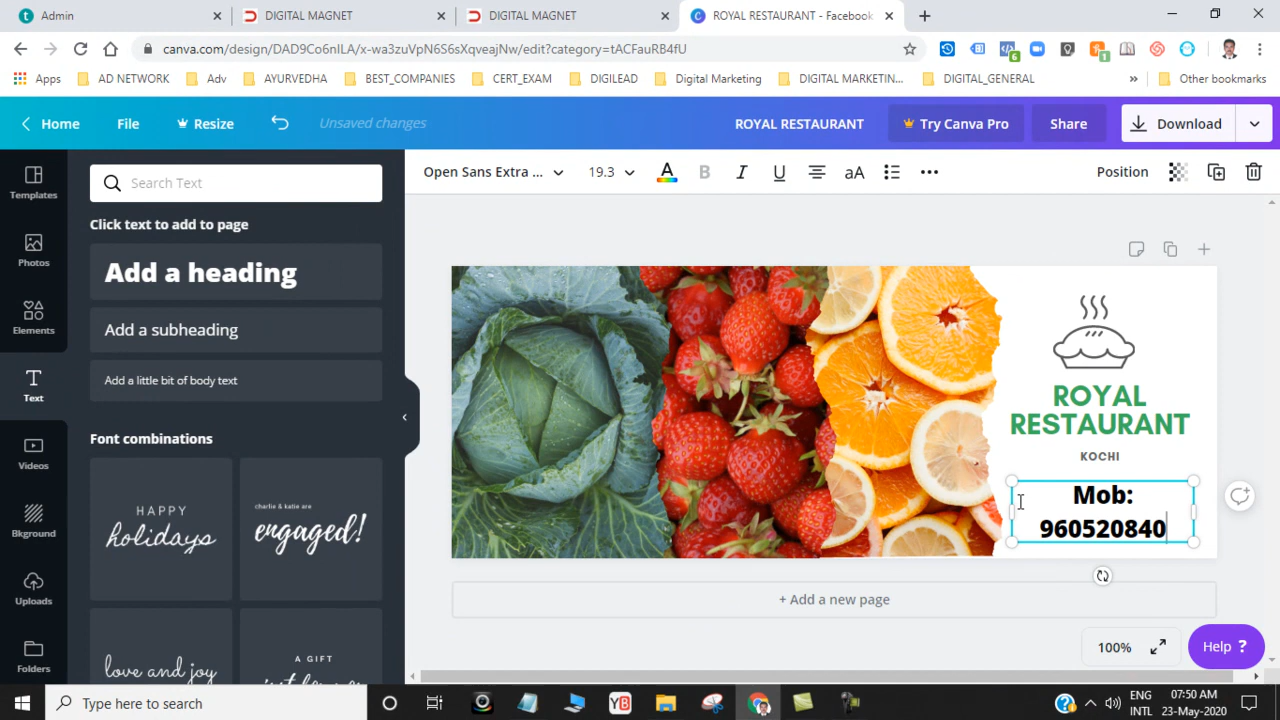 Admin
DIGITAL MAGNET
DIGITAL MAGNET
ROYAL RESTAURANT - Facebook
canva.com/design/DAD9Co6nILA/x-wa3zuVpN6S6sXqveajNw/edit?category=tACFauRB4fU
6
1
Apps
AD NETWORK
Adv
AYURVEDHA
BEST_COMPANIES
CERT_EXAM
DIGILEAD
Digital Marketing
DIGITAL MARKETIN...
DIGITAL_GENERAL
»
Other bookmarks
Home
File
Resize
Unsaved changes
ROYAL RESTAURANT
Try Canva Pro
Share
Download
Templates
Photos
Elements
Text
Videos
Bkground
Uploads
Folders
Search Text
Click text to add to page
Add a heading
Add a subheading
Add a little bit of body text
Font combinations
HAPPY
holidays
charlie & katie are
engaged!
love and joy
A GIFT
Open Sans Extra ...
19.3
A
B
I
U
aA
Position
ROYAL
RESTAURANT
KOCHI
Mob:
960520840
+ Add a new page
100%
Help ?
Type here to search
YB
ENG
INTL
07:50 AM
23-May-2020